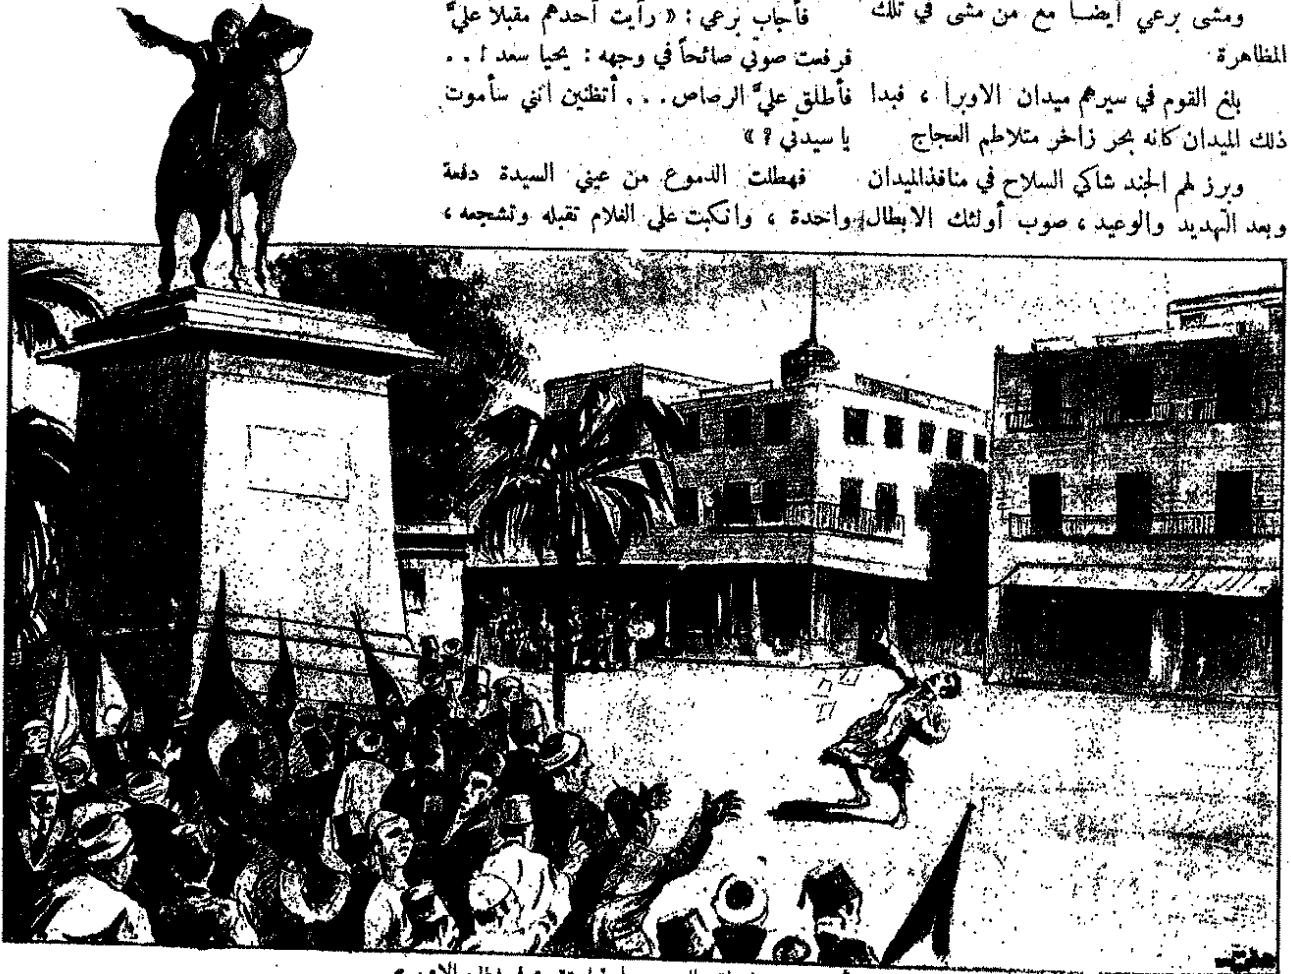 ومشى برعي ايضا مع من مشى في تلك
المظاهرة
بلغ القوم في سيرهم ميدان الاوبرا ، فبدا
ذلك الميدان كانه بحر زاخر متلاطم العجاج
وبرز لهم الجند شاكي السلاح في منافذالميدان
وبعد التهديد والوعيد ، صوب أولئك الابطال
فأجاب برعي : « رأيت أحدهم مقبلاً عليَّ
فرفعت صوتي صائحاً في وجهه : يحيا سعد ! . .
فأطلق عليَّ الرصاص . . . أتظنين انني سأموت
يا سيدتي ? »
فهطلت الدموع من عيني السيدة دفعة
واحدة ، وانكبت على الغلام تقبله وتشجعه ،